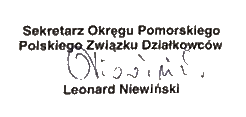 Sekretarz Okręgu Pomorskiego
Polskiego Związku Działkowców
Leonard Niewiński